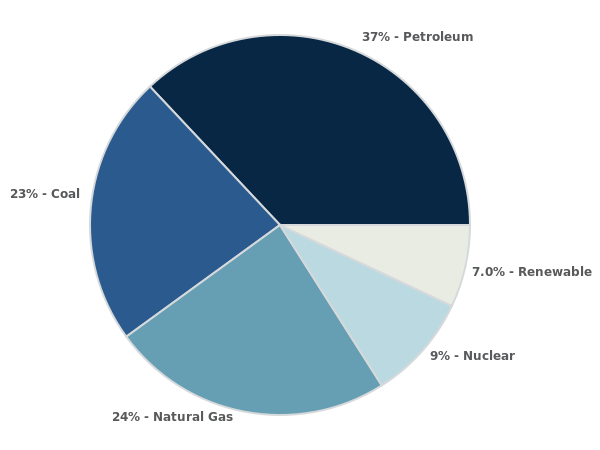 37% - Petroleum
23% - Coal
7.0% - Renewable
9% - Nuclear
24% - Natural Gas